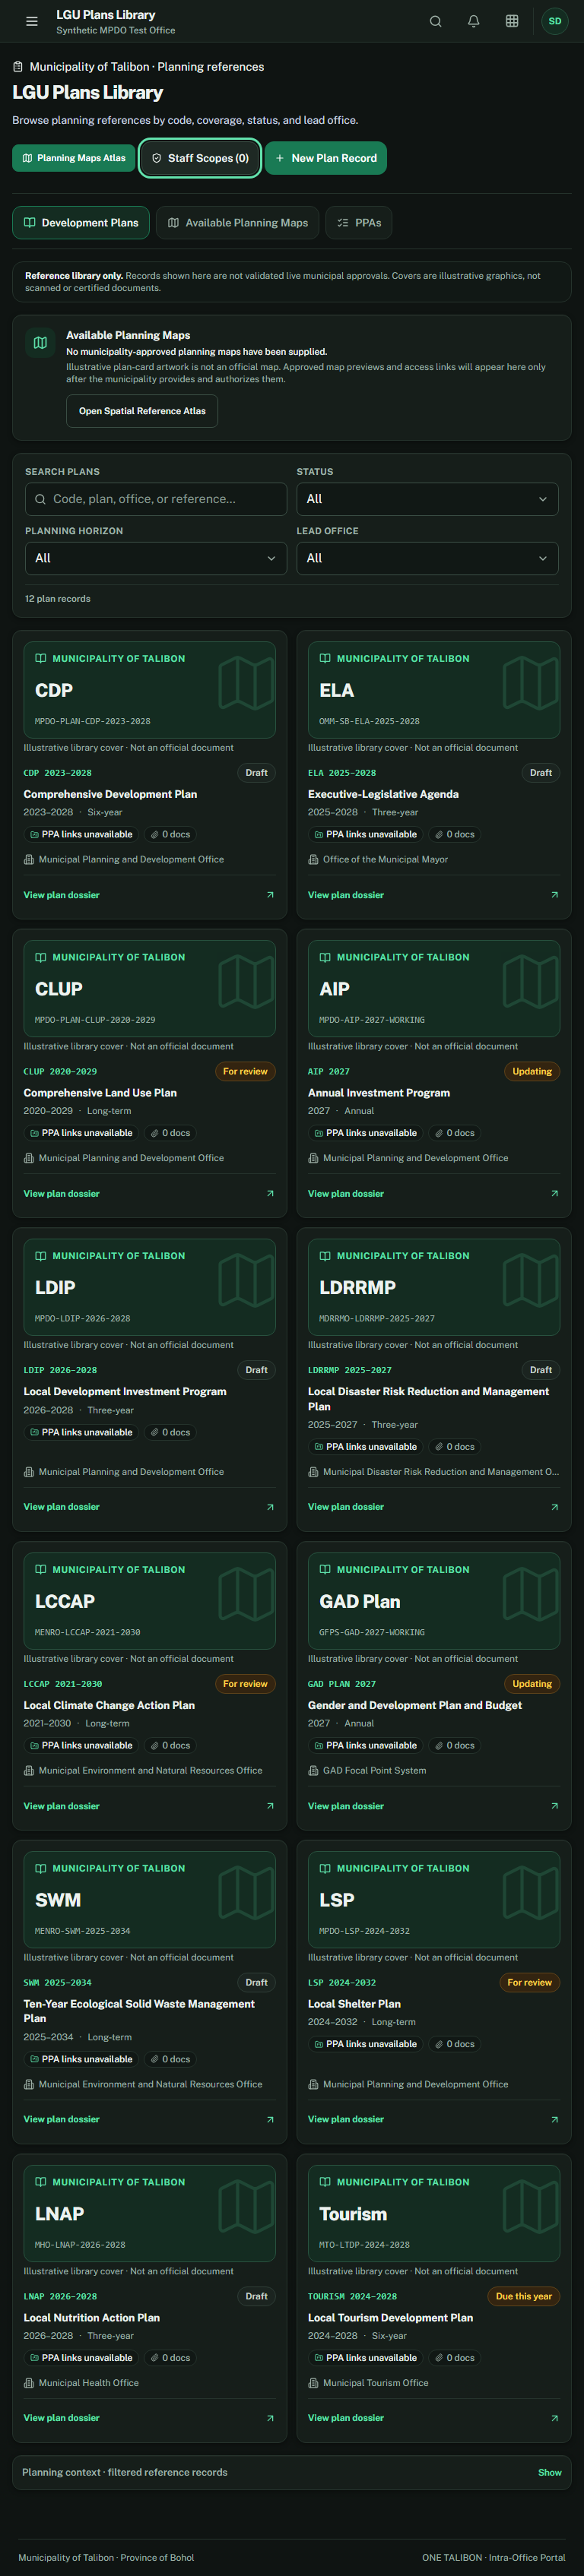 LGU Plans Library
Synthetic MPDO Test Office
SD
Municipality of Talibon · Planning references
LGU Plans Library
Browse planning references by code, coverage, status, and lead office.
Planning Maps Atlas
Staff Scopes (0)
New Plan Record
Development Plans
Available Planning Maps
PPAs
Reference library only. Records shown here are not validated live municipal approvals. Covers are illustrative graphics, not
scanned or certified documents.
Available Planning Maps
No municipality-approved planning maps have been supplied.
Illustrative plan-card artwork is not an official map. Approved map previews and access links will appear here only
after the municipality provides and authorizes them.
Open Spatial Reference Atlas
SEARCH PLANS
Code, plan, office, or reference...
STATUS
All
PLANNING HORIZON
All
LEAD OFFICE
All
12 plan records
MUNICIPALITY OF TALIBON
CDP
MPDO-PLAN-CDP-2023-2028
Illustrative library cover · Not an official document
CDP 2023–2028
Draft
Comprehensive Development Plan
2023–2028 · Six-year
PPA links unavailable
0 docs
Municipal Planning and Development Office
View plan dossier
MUNICIPALITY OF TALIBON
ELA
OMM-SB-ELA-2025-2028
Illustrative library cover · Not an official document
ELA 2025–2028
Draft
Executive-Legislative Agenda
2025–2028 · Three-year
PPA links unavailable
0 docs
Office of the Municipal Mayor
View plan dossier
MUNICIPALITY OF TALIBON
CLUP
MPDO-PLAN-CLUP-2020-2029
Illustrative library cover · Not an official document
CLUP 2020–2029
For review
Comprehensive Land Use Plan
2020–2029 · Long-term
PPA links unavailable
0 docs
Municipal Planning and Development Office
View plan dossier
MUNICIPALITY OF TALIBON
AIP
MPDO-AIP-2027-WORKING
Illustrative library cover · Not an official document
AIP 2027
Updating
Annual Investment Program
2027 · Annual
PPA links unavailable
0 docs
Municipal Planning and Development Office
View plan dossier
MUNICIPALITY OF TALIBON
LDIP
MPDO-LDIP-2026-2028
Illustrative library cover · Not an official document
LDIP 2026–2028
Draft
Local Development Investment Program
2026–2028 · Three-year
PPA links unavailable
0 docs
Municipal Planning and Development Office
View plan dossier
MUNICIPALITY OF TALIBON
LDRRMP
MDRRMO-LDRRMP-2025-2027
Illustrative library cover · Not an official document
LDRRMP 2025–2027
Draft
Local Disaster Risk Reduction and Management
Plan
2025–2027 · Three-year
PPA links unavailable
0 docs
Municipal Disaster Risk Reduction and Management O...
View plan dossier
MUNICIPALITY OF TALIBON
LCCAP
MENRO-LCCAP-2021-2030
Illustrative library cover · Not an official document
LCCAP 2021–2030
For review
Local Climate Change Action Plan
2021–2030 · Long-term
PPA links unavailable
0 docs
Municipal Environment and Natural Resources Office
View plan dossier
MUNICIPALITY OF TALIBON
GAD Plan
GFPS-GAD-2027-WORKING
Illustrative library cover · Not an official document
GAD PLAN 2027
Updating
Gender and Development Plan and Budget
2027 · Annual
PPA links unavailable
0 docs
GAD Focal Point System
View plan dossier
MUNICIPALITY OF TALIBON
SWM
MENRO-SWM-2025-2034
Illustrative library cover · Not an official document
SWM 2025–2034
Draft
Ten-Year Ecological Solid Waste Management
Plan
2025–2034 · Long-term
PPA links unavailable
0 docs
Municipal Environment and Natural Resources Office
View plan dossier
MUNICIPALITY OF TALIBON
LSP
MPDO-LSP-2024-2032
Illustrative library cover · Not an official document
LSP 2024–2032
For review
Local Shelter Plan
2024–2032 · Long-term
PPA links unavailable
0 docs
Municipal Planning and Development Office
View plan dossier
MUNICIPALITY OF TALIBON
LNAP
MHO-LNAP-2026-2028
Illustrative library cover · Not an official document
LNAP 2026–2028
Draft
Local Nutrition Action Plan
2026–2028 · Three-year
PPA links unavailable
0 docs
Municipal Health Office
View plan dossier
MUNICIPALITY OF TALIBON
Tourism
MTO-LTDP-2024-2028
Illustrative library cover · Not an official document
TOURISM 2024–2028
Due this year
Local Tourism Development Plan
2024–2028 · Six-year
PPA links unavailable
0 docs
Municipal Tourism Office
View plan dossier
Planning context · filtered reference records
Show
Municipality of Talibon · Province of Bohol
ONE TALIBON · Intra-Office Portal